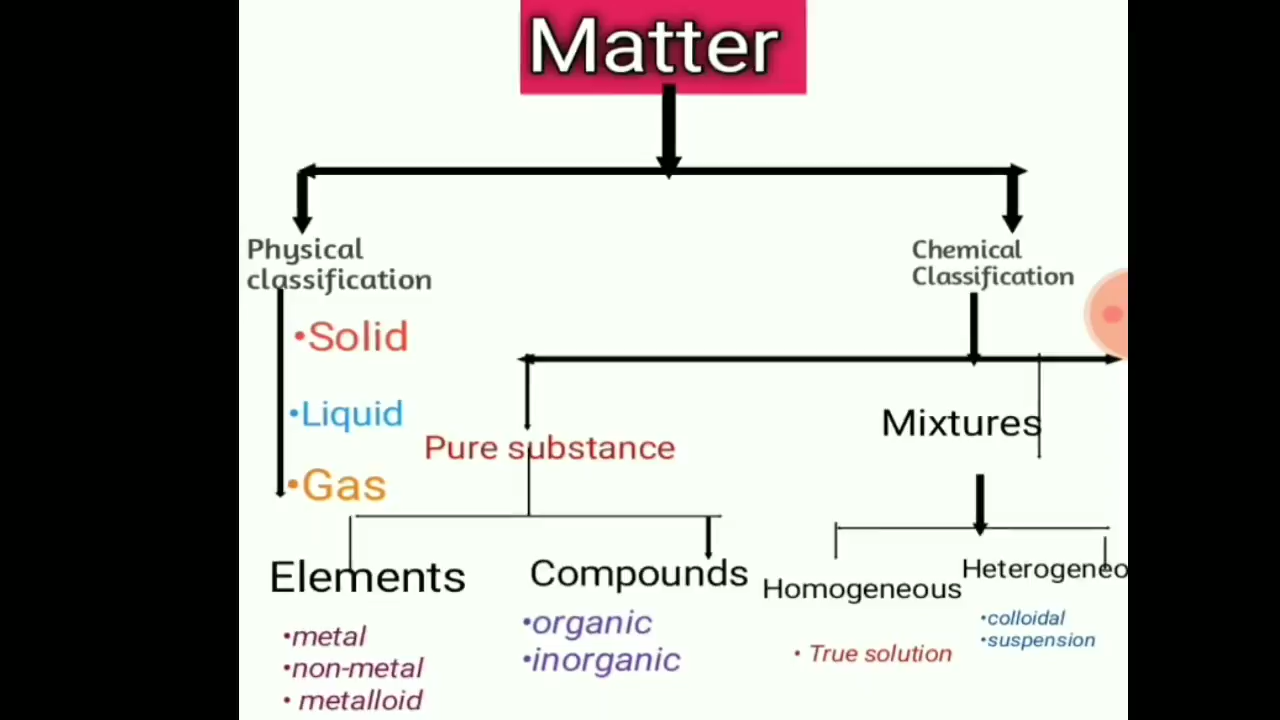 Matter
Physical
classification
Chemical
Classification
•Solid
•Liquid
•Gas
Pure substance
Mixtures
Elements
•metal
•non-metal
• metalloid
Compounds
•organic
•inorganic
Homogeneous
• True solution
Heterogeneo
•colloidal
•suspension